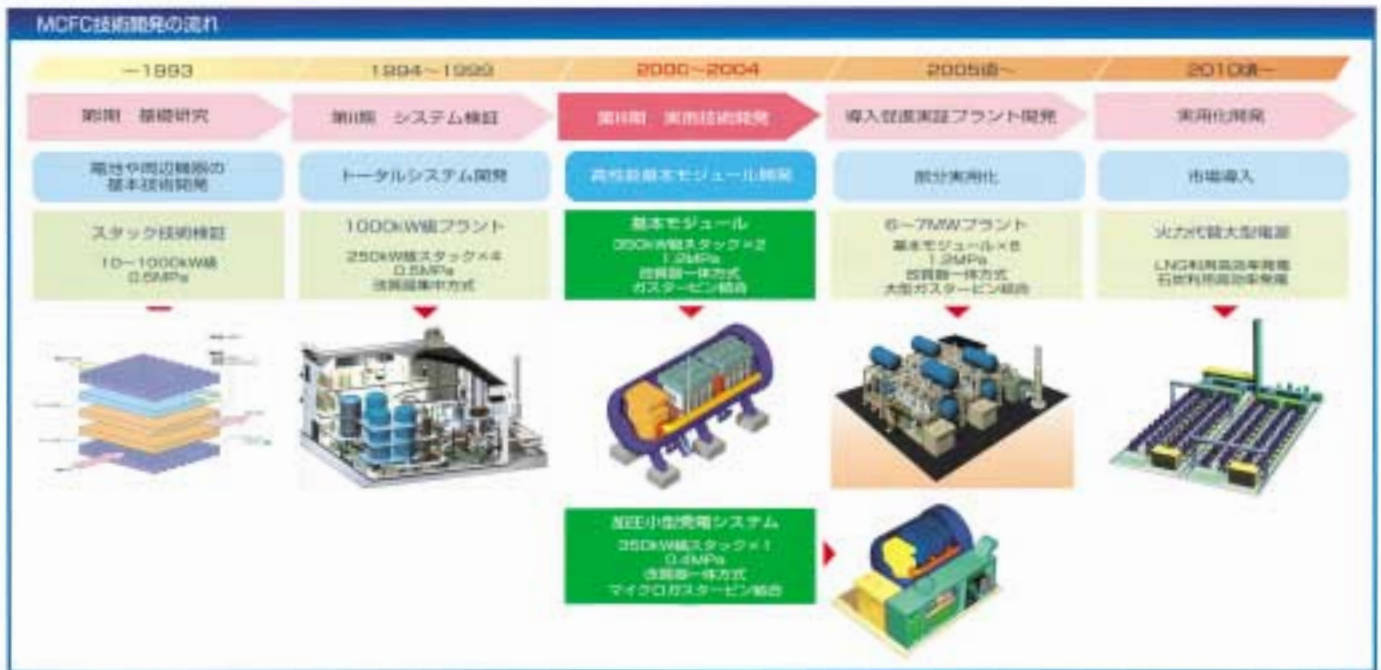 MCFC技術開発の流れ
～1993
1994～1999
2000～2004
2005頃～
2010頃～
第I期 基礎研究
第II期 システム検証
第III期 実用技術開発
導入促進実証プラント開発
実用化開発
電池や周辺機器の
基本技術開発
トータルシステム開発
高性能基本モジュール開発
部分実用化
市場導入
スタック技術検証
10～1000kW級
0.5MPa
1000kW級プラント
250kW級スタック×4
0.5MPa
改質器集中方式
基本モジュール
350kW級スタック×2
1.2MPa
改質器一体方式
ガスタービン結合
6～7MWプラント
基本モジュール×8
1.2MPa
改質器一体方式
大型ガスタービン結合
火力代替大型電源
LNG利用高効率発電
石炭利用高効率発電
加圧小型発電システム
350kW級スタック×1
0.4MPa
改質器一体方式
マイクロガスタービン結合